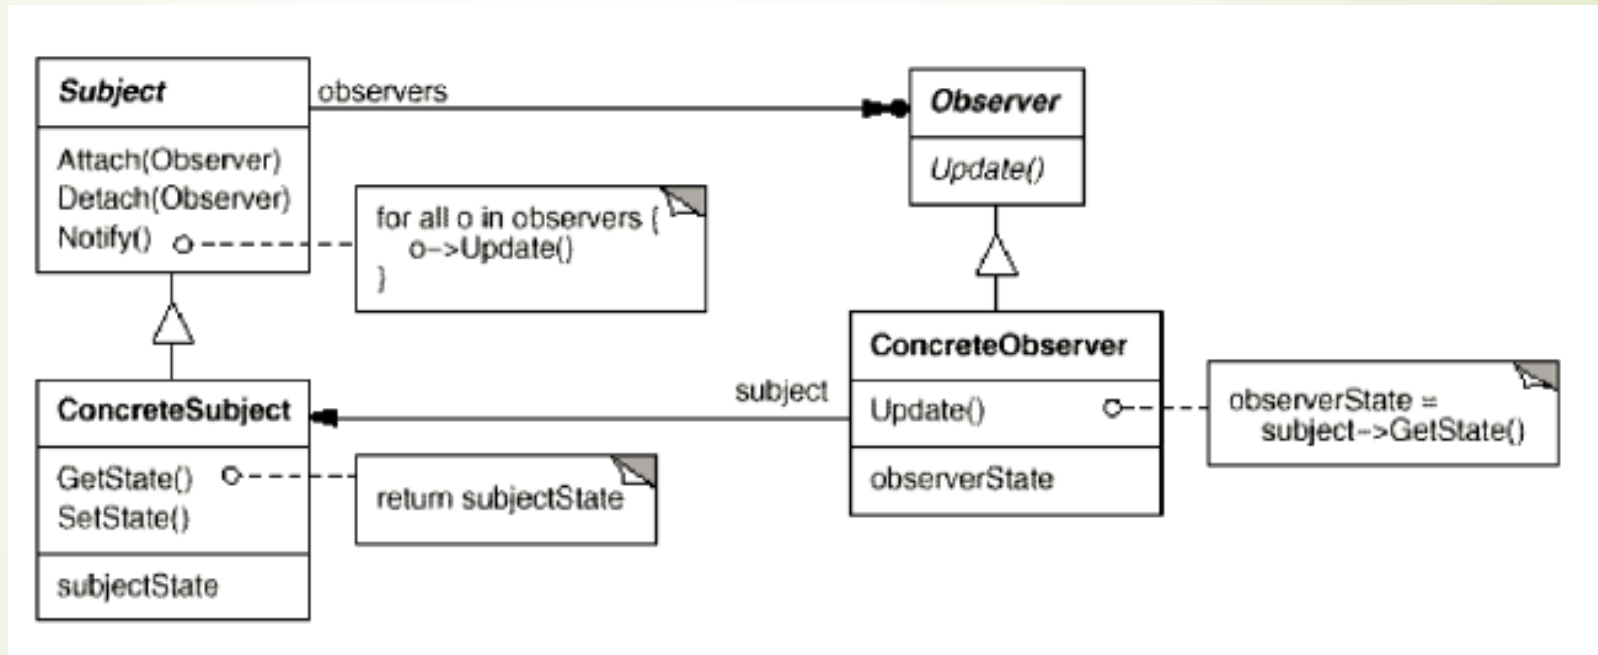 Subject
Attach(Observer)
Detach(Observer)
Notify()
observers
for all o in observers {
o->Update()
}
Observer
Update()
ConcreteSubject
GetState()
SetState()
subjectState
return subjectState
subject
ConcreteObserver
Update()
observerState
observerState =
subject->GetState()